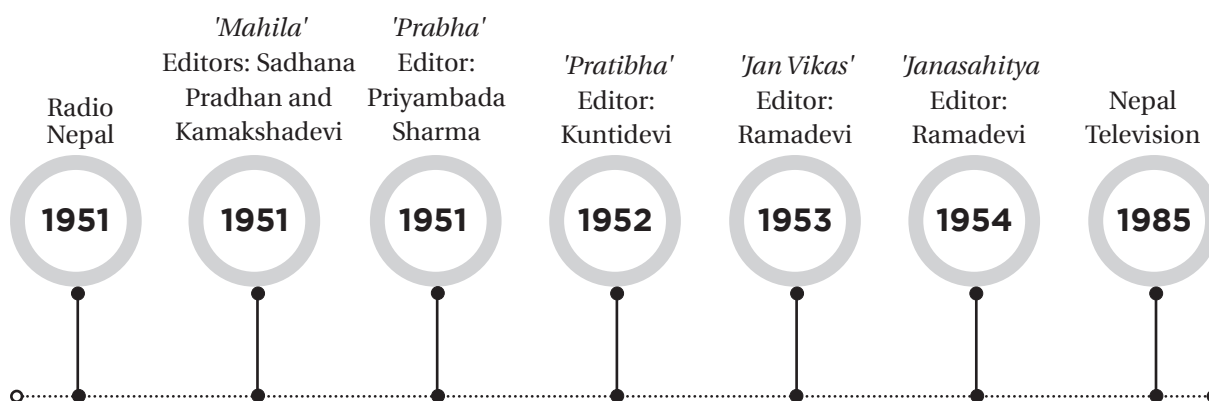 Radio
Nepal
1951
'Mahila'
Editors: Sadhana
Pradhan and
Kamakshadevi
1951
'Prabha'
Editor:
Priyambada
Sharma
1951
'Pratibha'
Editor:
Kuntidevi
1952
'Jan Vikas'
Editor:
Ramadevi
1953
'Janasahitya
Editor:
Ramadevi
1954
Nepal
Television
1985